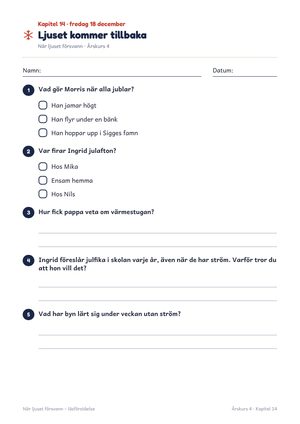 Kapitel 14 · fredag 18 december
Ljuset kommer tillbaka
När ljuset försvann · Årskurs 4
Namn:
Datum:
1 Vad gör Morris när alla jublar?
Han jamar högt
Han flyr under en bänk
Han hoppar upp i Sigges famn
2 Var firar Ingrid julafton?
Hos Mika
Ensam hemma
Hos Nils
3 Hur fick pappa veta om värmestugan?
4 Ingrid föreslår julfika i skolan varje år, även när de har ström. Varför tror du
att hon vill det?
5 Vad har byn lärt sig under veckan utan ström?
När ljuset försvann · läsförståelse
Årskurs 4 · Kapitel 14